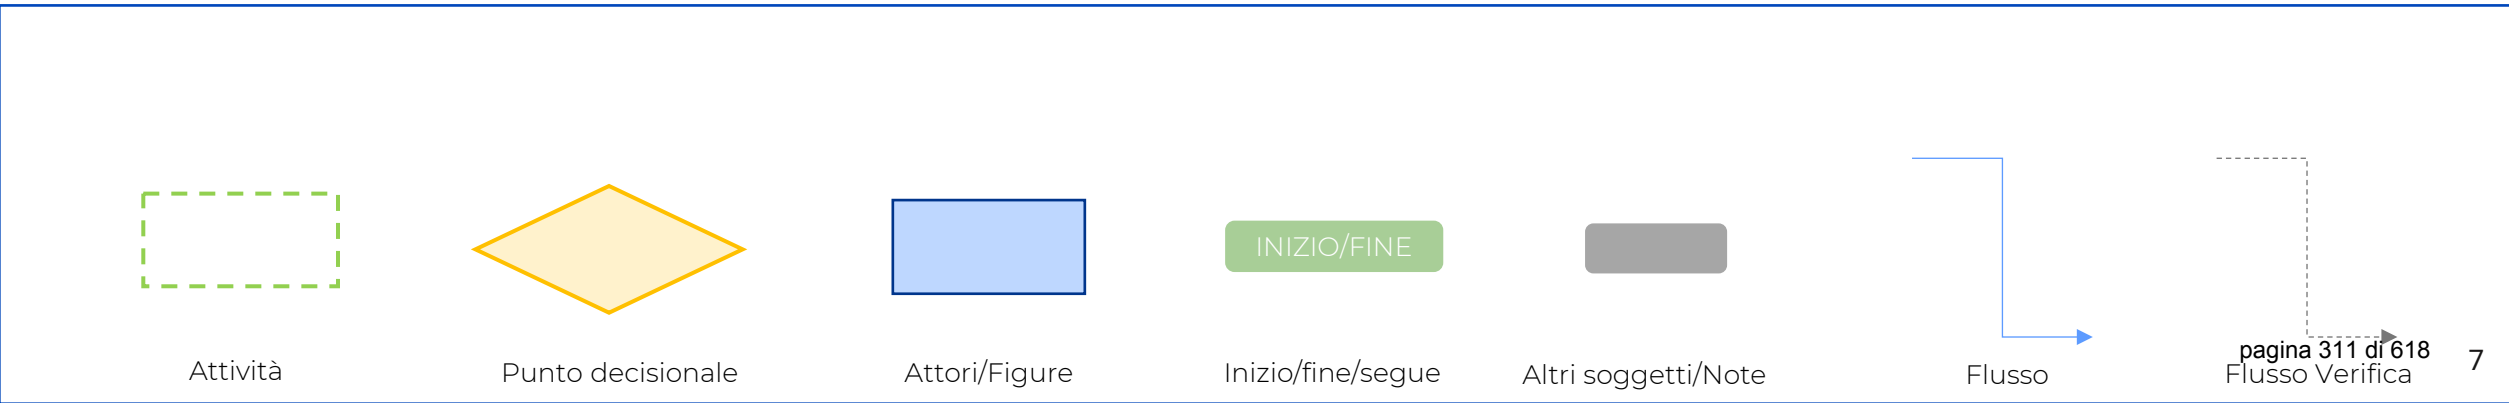 INIZIO/FINE
pagina 311 di 618
7
Attività
Punto decisionale
Attori/Figure
Inizio/fine/segue
Altri soggetti/Note
Flusso
Flusso Verifica